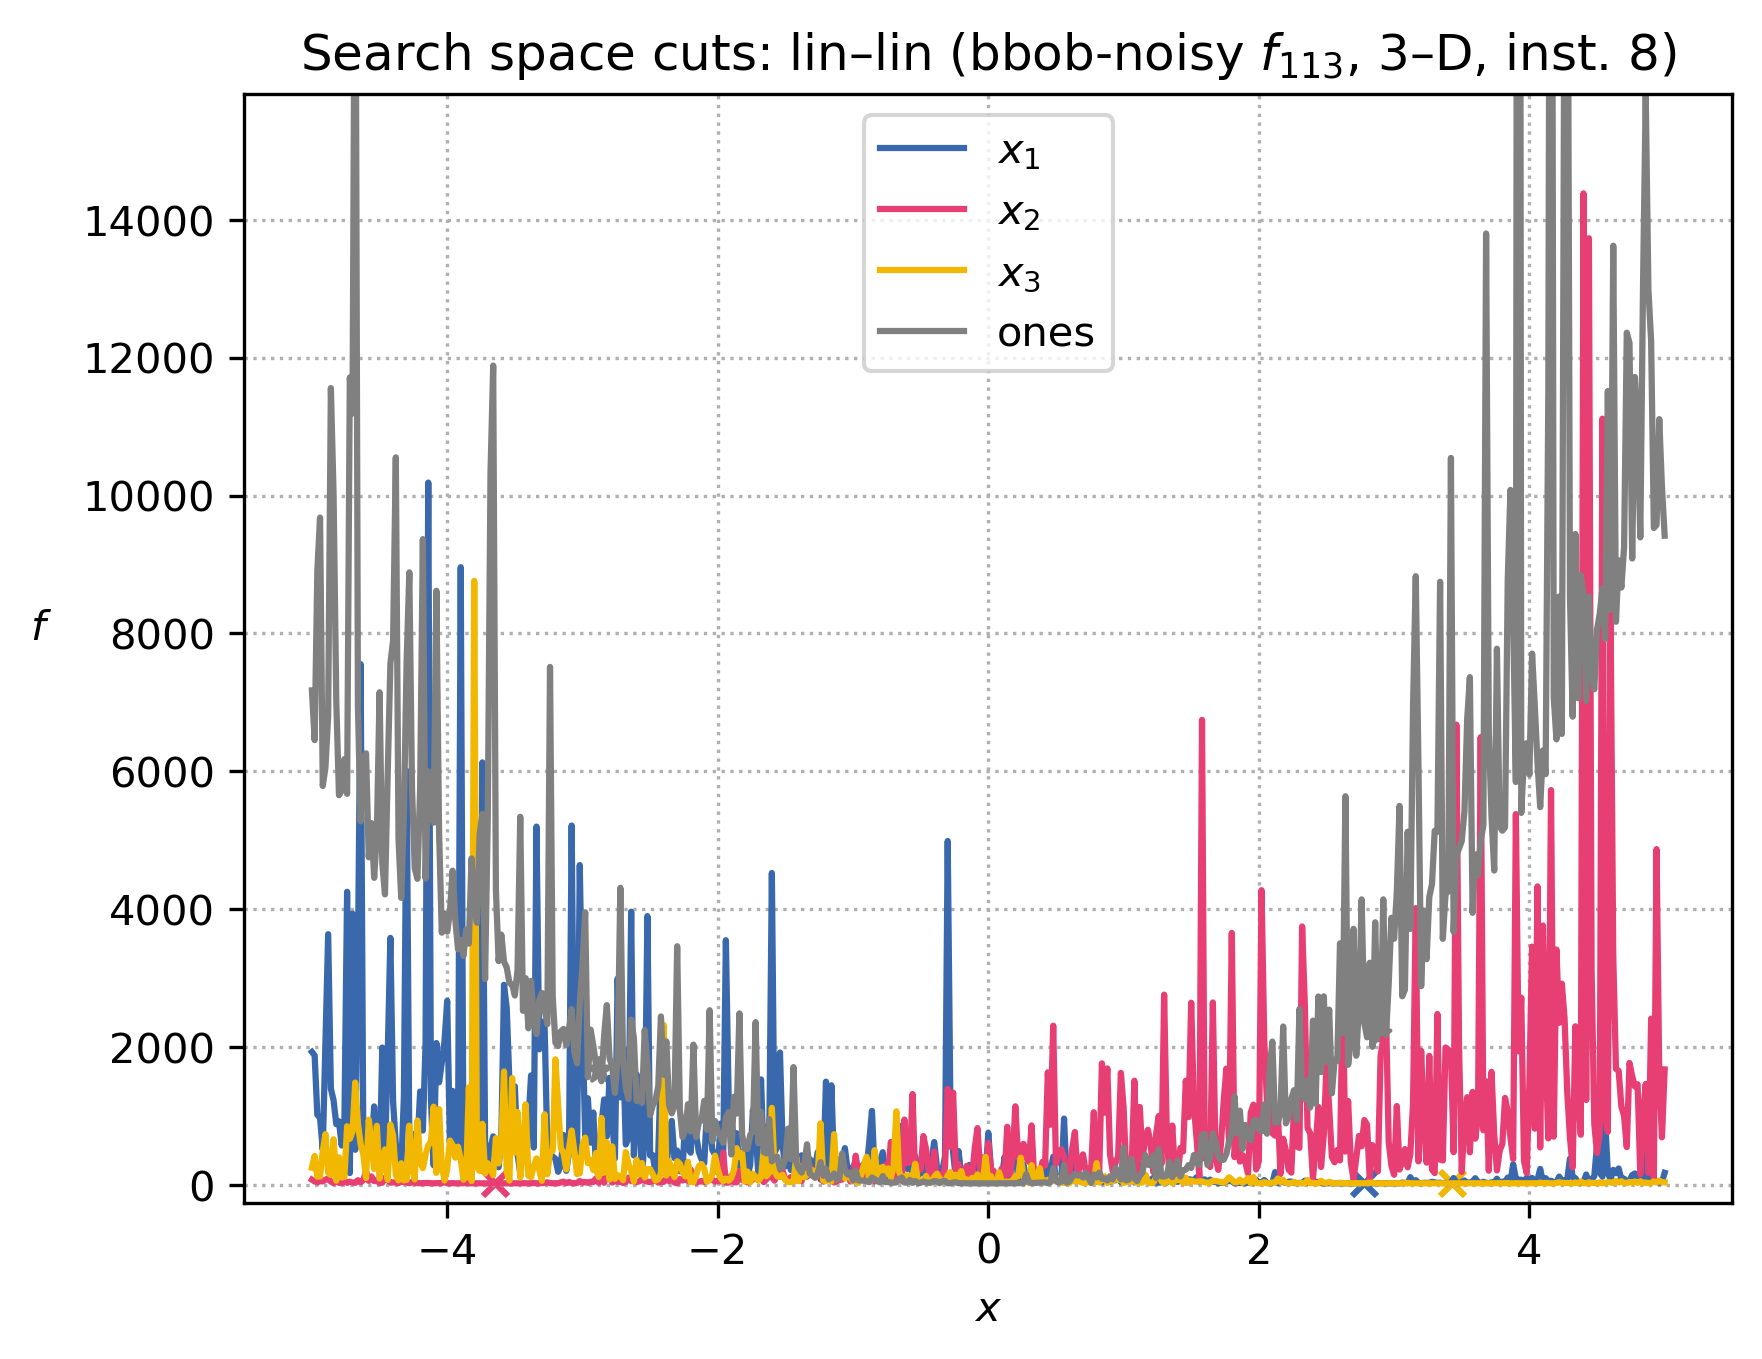 Search space cuts: lin–lin (bbob-noisy f₁₁₃, 3–D, inst. 8)
x₁
x₂
x₃
ones
14000
12000
10000
8000
6000
4000
2000
0
f
−4
−2
0
2
4
x